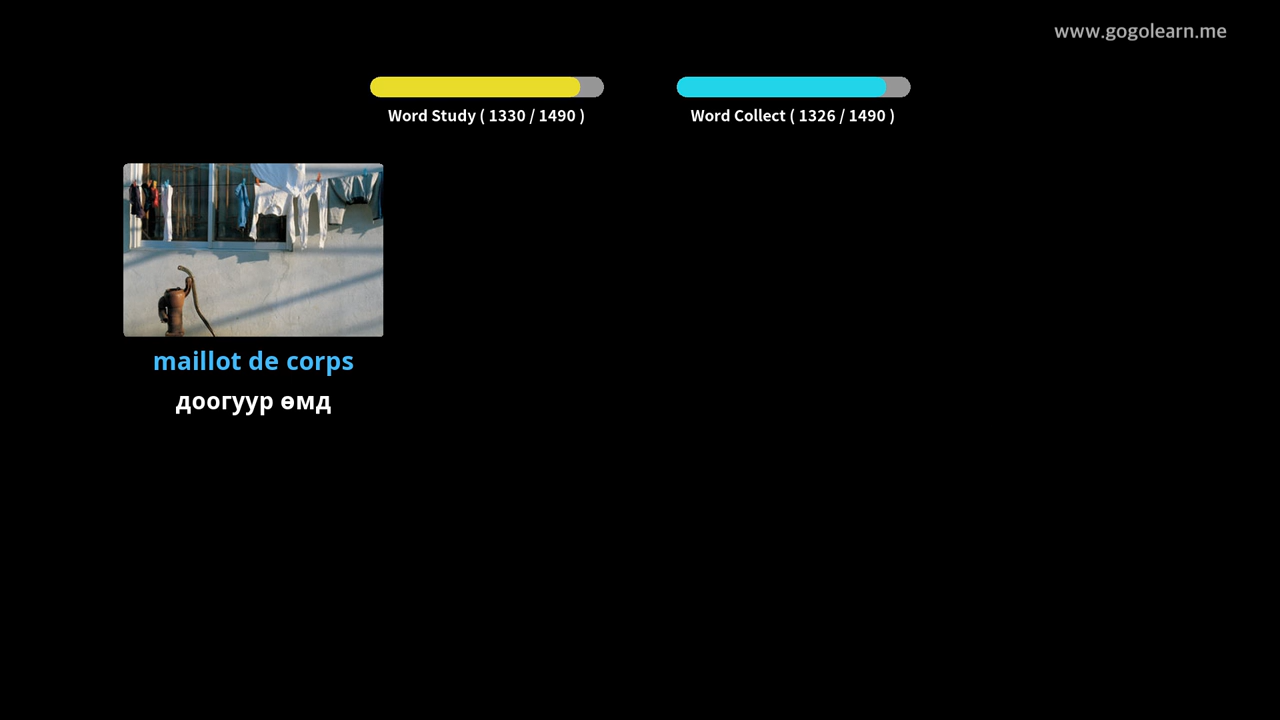 www.gogolearn.me
Word Study ( 1330 / 1490 )
Word Collect ( 1326 / 1490 )
maillot de corps
доогуур өмд